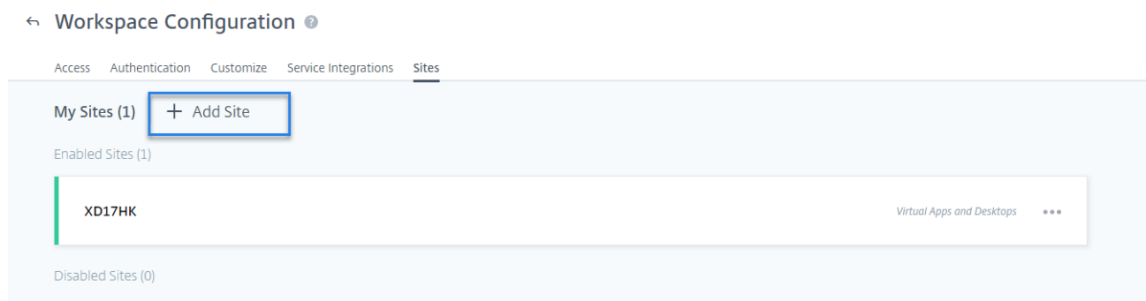 Workspace Configuration
Access Authentication Customize Service Integrations Sites
My Sites (1) + Add Site
Enabled Sites (1)
XD17HK Virtual Apps and Desktops
Disabled Sites (0)